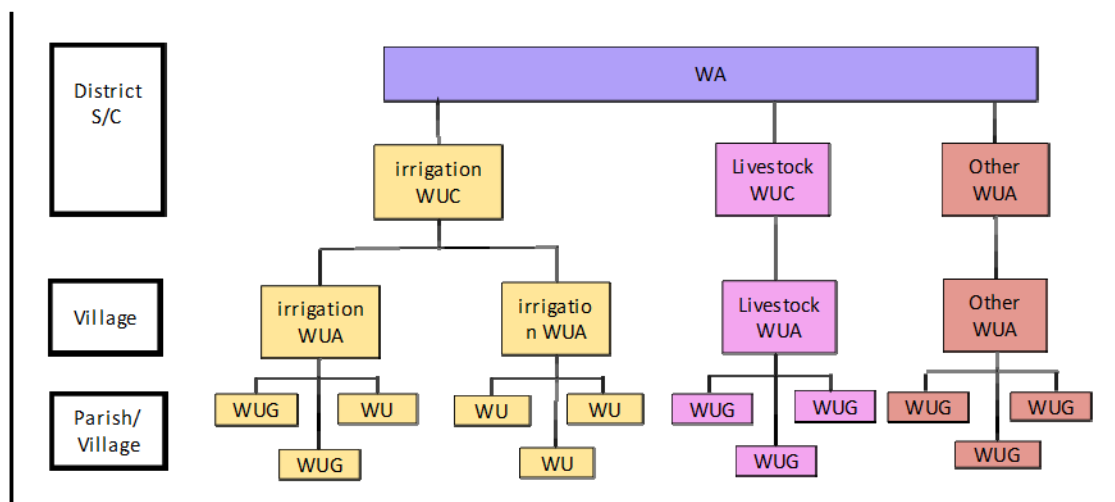 WA
District
S/C
irrigation
WUC
Livestock
WUC
Other
WUA
Village
irrigation
WUA
irrigatio
n WUA
Livestock
WUA
Other
WUA
Parish/
Village
WUG
WU
WU
WU
WUG
WUG
WUG
WUG
WUG
WU
WUG
WUG